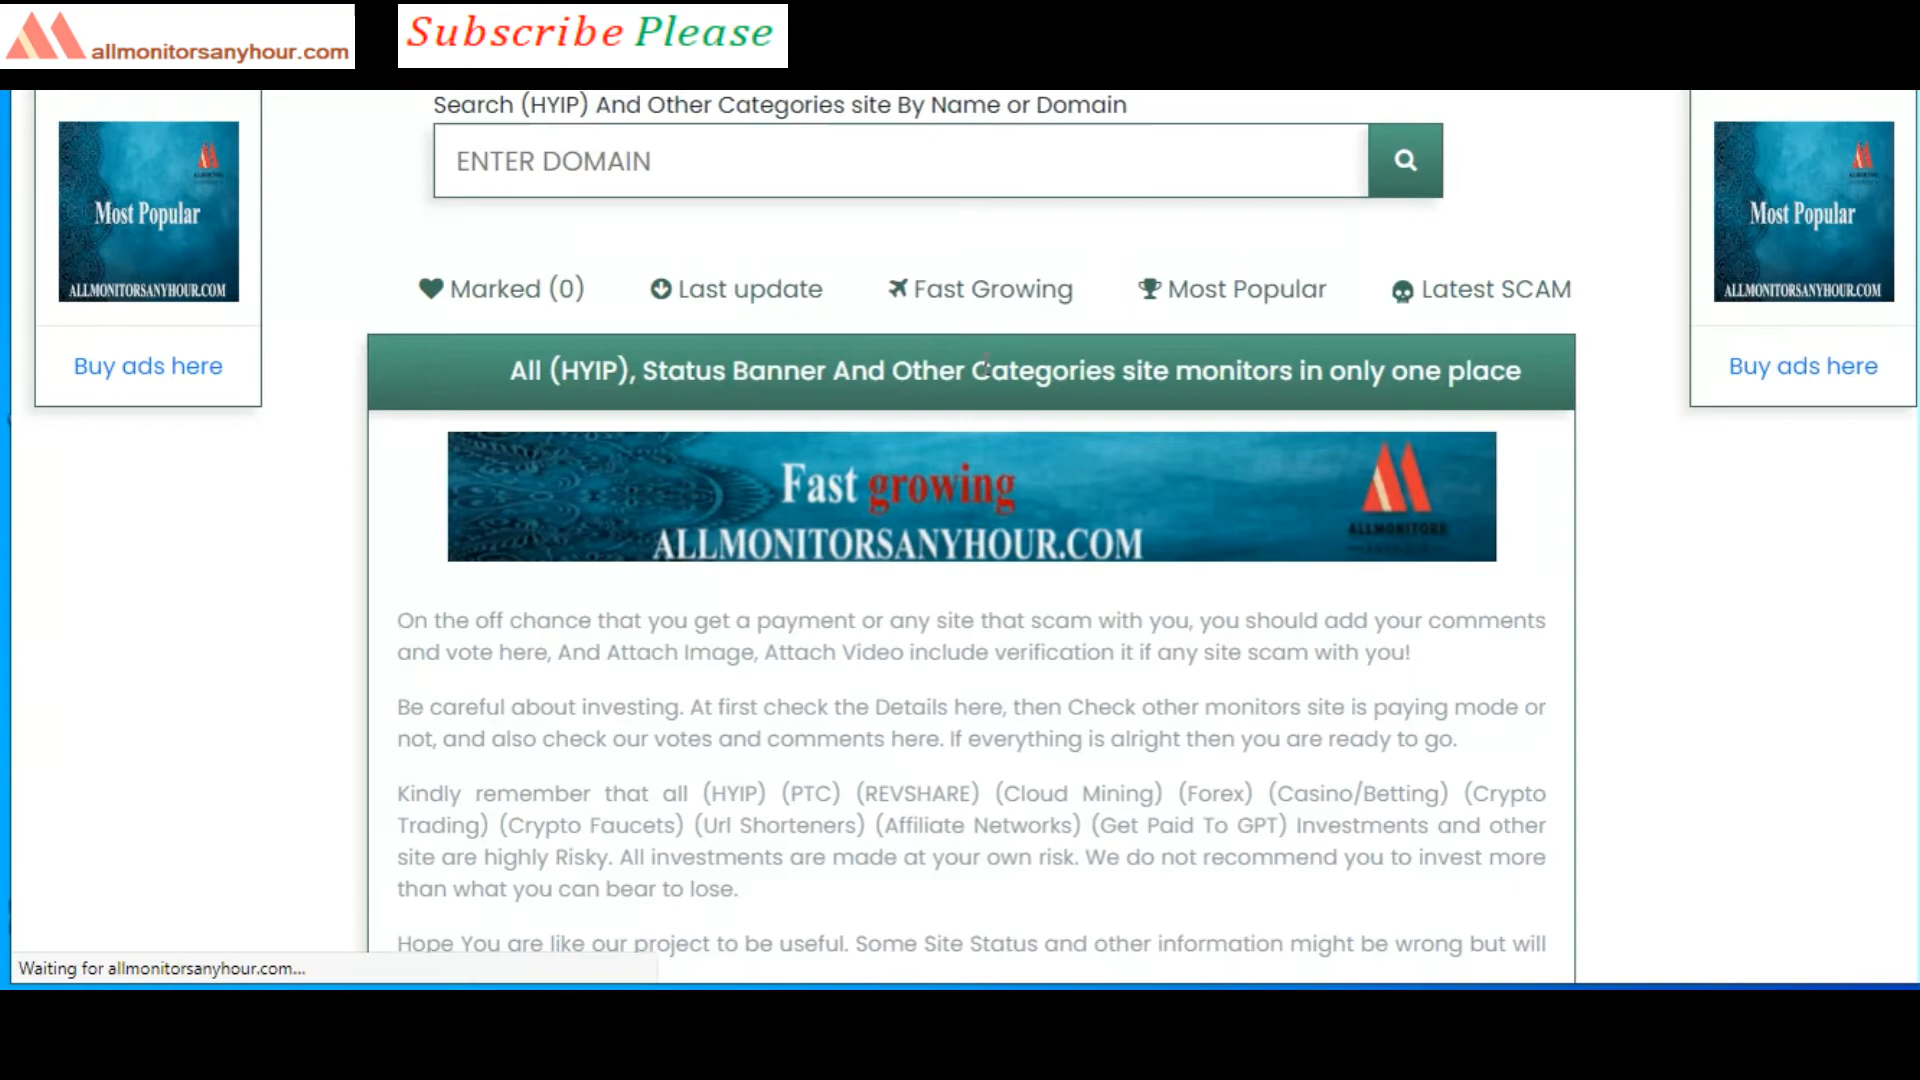 allmonitorsanyhour.com
Subscribe Please
Search (HYIP) And Other Categories site By Name or Domain
ENTER DOMAIN
Most Popular
ALLMONITORSANYHOUR.COM
Buy ads here
Most Popular
ALLMONITORSANYHOUR.COM
Buy ads here
Marked (0) Last update Fast Growing Most Popular Latest SCAM
All (HYIP), Status Banner And Other Categories site monitors in only one place
Fast growing
ALLMONITORSANYHOUR.COM
ALLMONITORS
On the off chance that you get a payment or any site that scam with you, you should add your comments
and vote here, And Attach Image, Attach Video include verification it if any site scam with you!
Be careful about investing. At first check the Details here, then Check other monitors site is paying mode or
not, and also check our votes and comments here. If everything is alright then you are ready to go.
Kindly remember that all (HYIP) (PTC) (REVSHARE) (Cloud Mining) (Forex) (Casino/Betting) (Crypto
Trading) (Crypto Faucets) (Url Shorteners) (Affiliate Networks) (Get Paid To GPT) Investments and other
site are highly Risky. All investments are made at your own risk. We do not recommend you to invest more
than what you can bear to lose.
Hope You are like our project to be useful. Some Site Status and other information might be wrong but will
Waiting for allmonitorsanyhour.com...